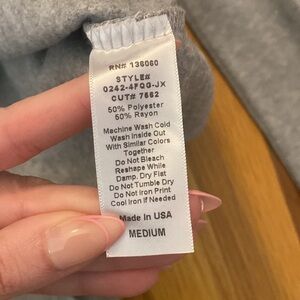 RN# 136060
STYLE#
0242-4FQG-JX
CUT# 7662
50% Polyester
50% Rayon
Machine Wash Cold
Wash Inside Out
With Similar Colors
Together
Do Not Bleach
Reshape While
Damp. Dry Flat
Do Not Tumble Dry
Do Not Iron Print
Cool Iron if Needed
Made In USA
MEDIUM